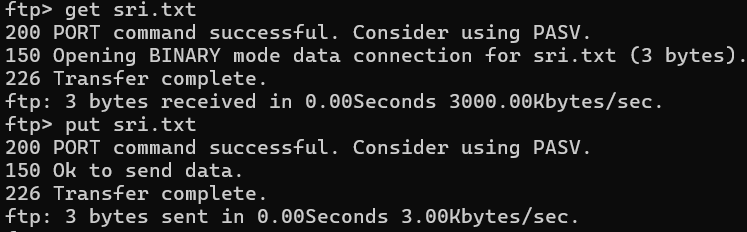 ftp> get sri.txt
200 PORT command successful. Consider using PASV.
150 Opening BINARY mode data connection for sri.txt (3 bytes).
226 Transfer complete.
ftp: 3 bytes received in 0.00Seconds 3000.00Kbytes/sec.
ftp> put sri.txt
200 PORT command successful. Consider using PASV.
150 Ok to send data.
226 Transfer complete.
ftp: 3 bytes sent in 0.00Seconds 3.00Kbytes/sec.